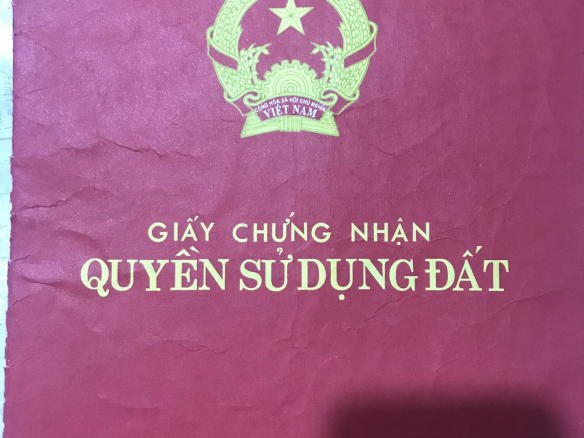 CỘNG HÒA XÃ HỘI CHỦ NGHĨA
VIỆT NAM
GIẤY CHỨNG NHẬN
QUYỀN SỬ DỤNG ĐẤT